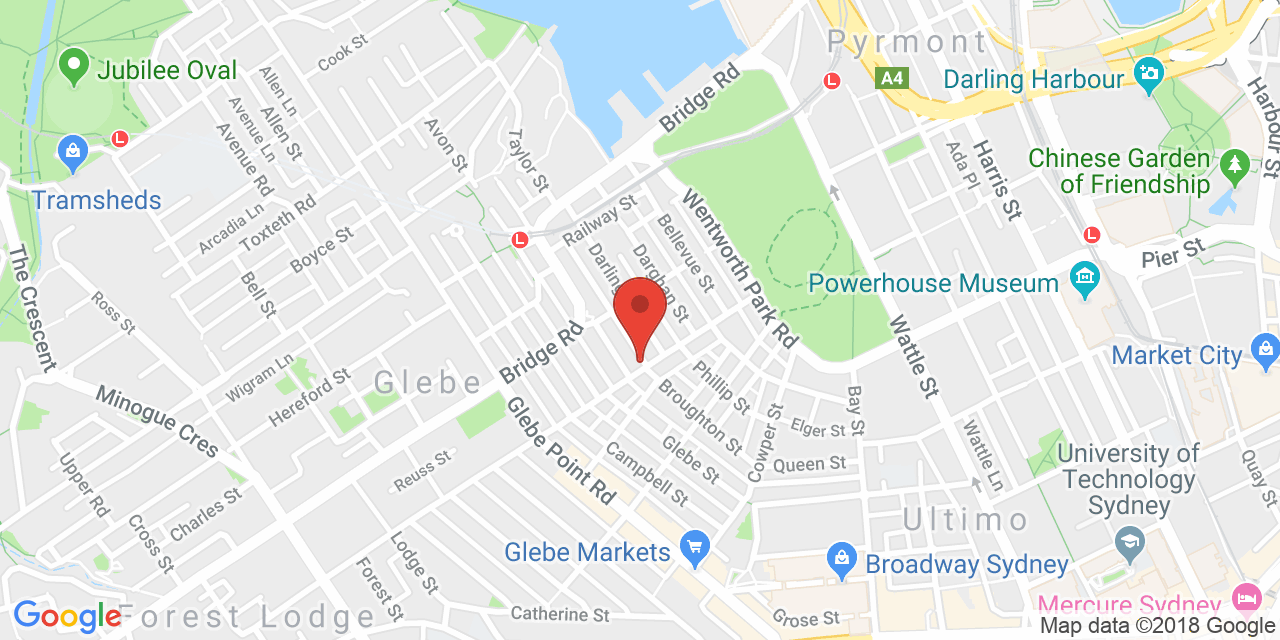 Pyrmont
A4
Jubilee Oval
Cook St
Bridge Rd
Darling Harbour
Harbour St
Allen Ln
Allen St
Avenue Ln
Avenue Rd
Avon St
Taylor St
Ada Pl
Harris St
Chinese Garden
of Friendship
L
L
L
L
Tramsheds
Arcadia Ln
Toxteth Rd
Boyce St
Railway St
Bellevue St
Wentworth Park Rd
Darghan St
Darling
Pier St
The Crescent
Ross St
Bell St
Powerhouse Museum
Wattle St
Market City
Bridge Rd
Wigram Ln
Hereford St
Glebe
Minogue Cres
Phillip St
Broughton St
Bay St
Elger St
Cowper St
Glebe Point Rd
Glebe St
Campbell St
Queen St
Wattle Ln
University of
Technology
Sydney
Quay St
Reuss St
Upper Rd
Charles St
Cross St
Lodge St
Forest St
Ultimo
Glebe Markets
Broadway Sydney
Catherine St
Grose St
Mercure Sydney
Google
Forest Lodge
Map data ©2018 Google